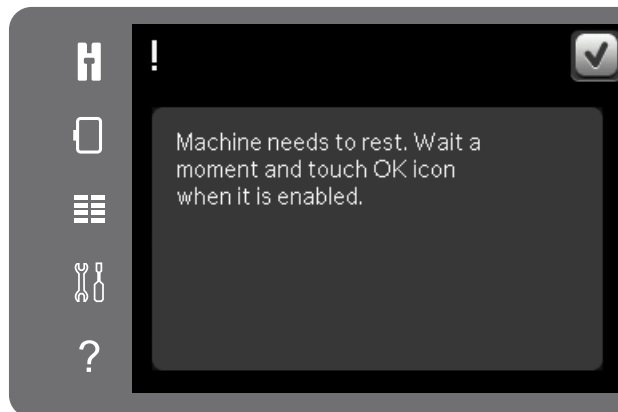 !
Machine needs to rest. Wait a
moment and touch OK icon
when it is enabled.
?